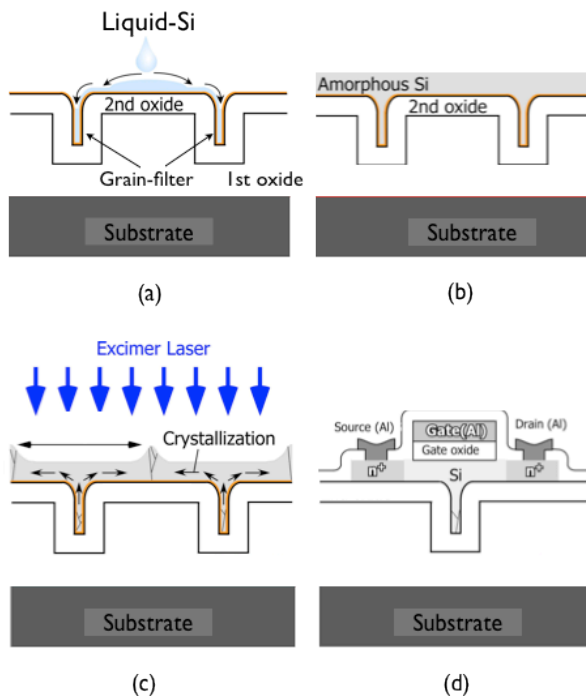 Liquid-Si
2nd oxide
Grain-filter
1st oxide
Substrate
(a)
Amorphous Si
2nd oxide
Substrate
(b)
Excimer Laser
Crystallization
Substrate
(c)
Source (Al)
Gate(Al)
Drain (Al)
Gate oxide
n+
Si
n+
Substrate
(d)